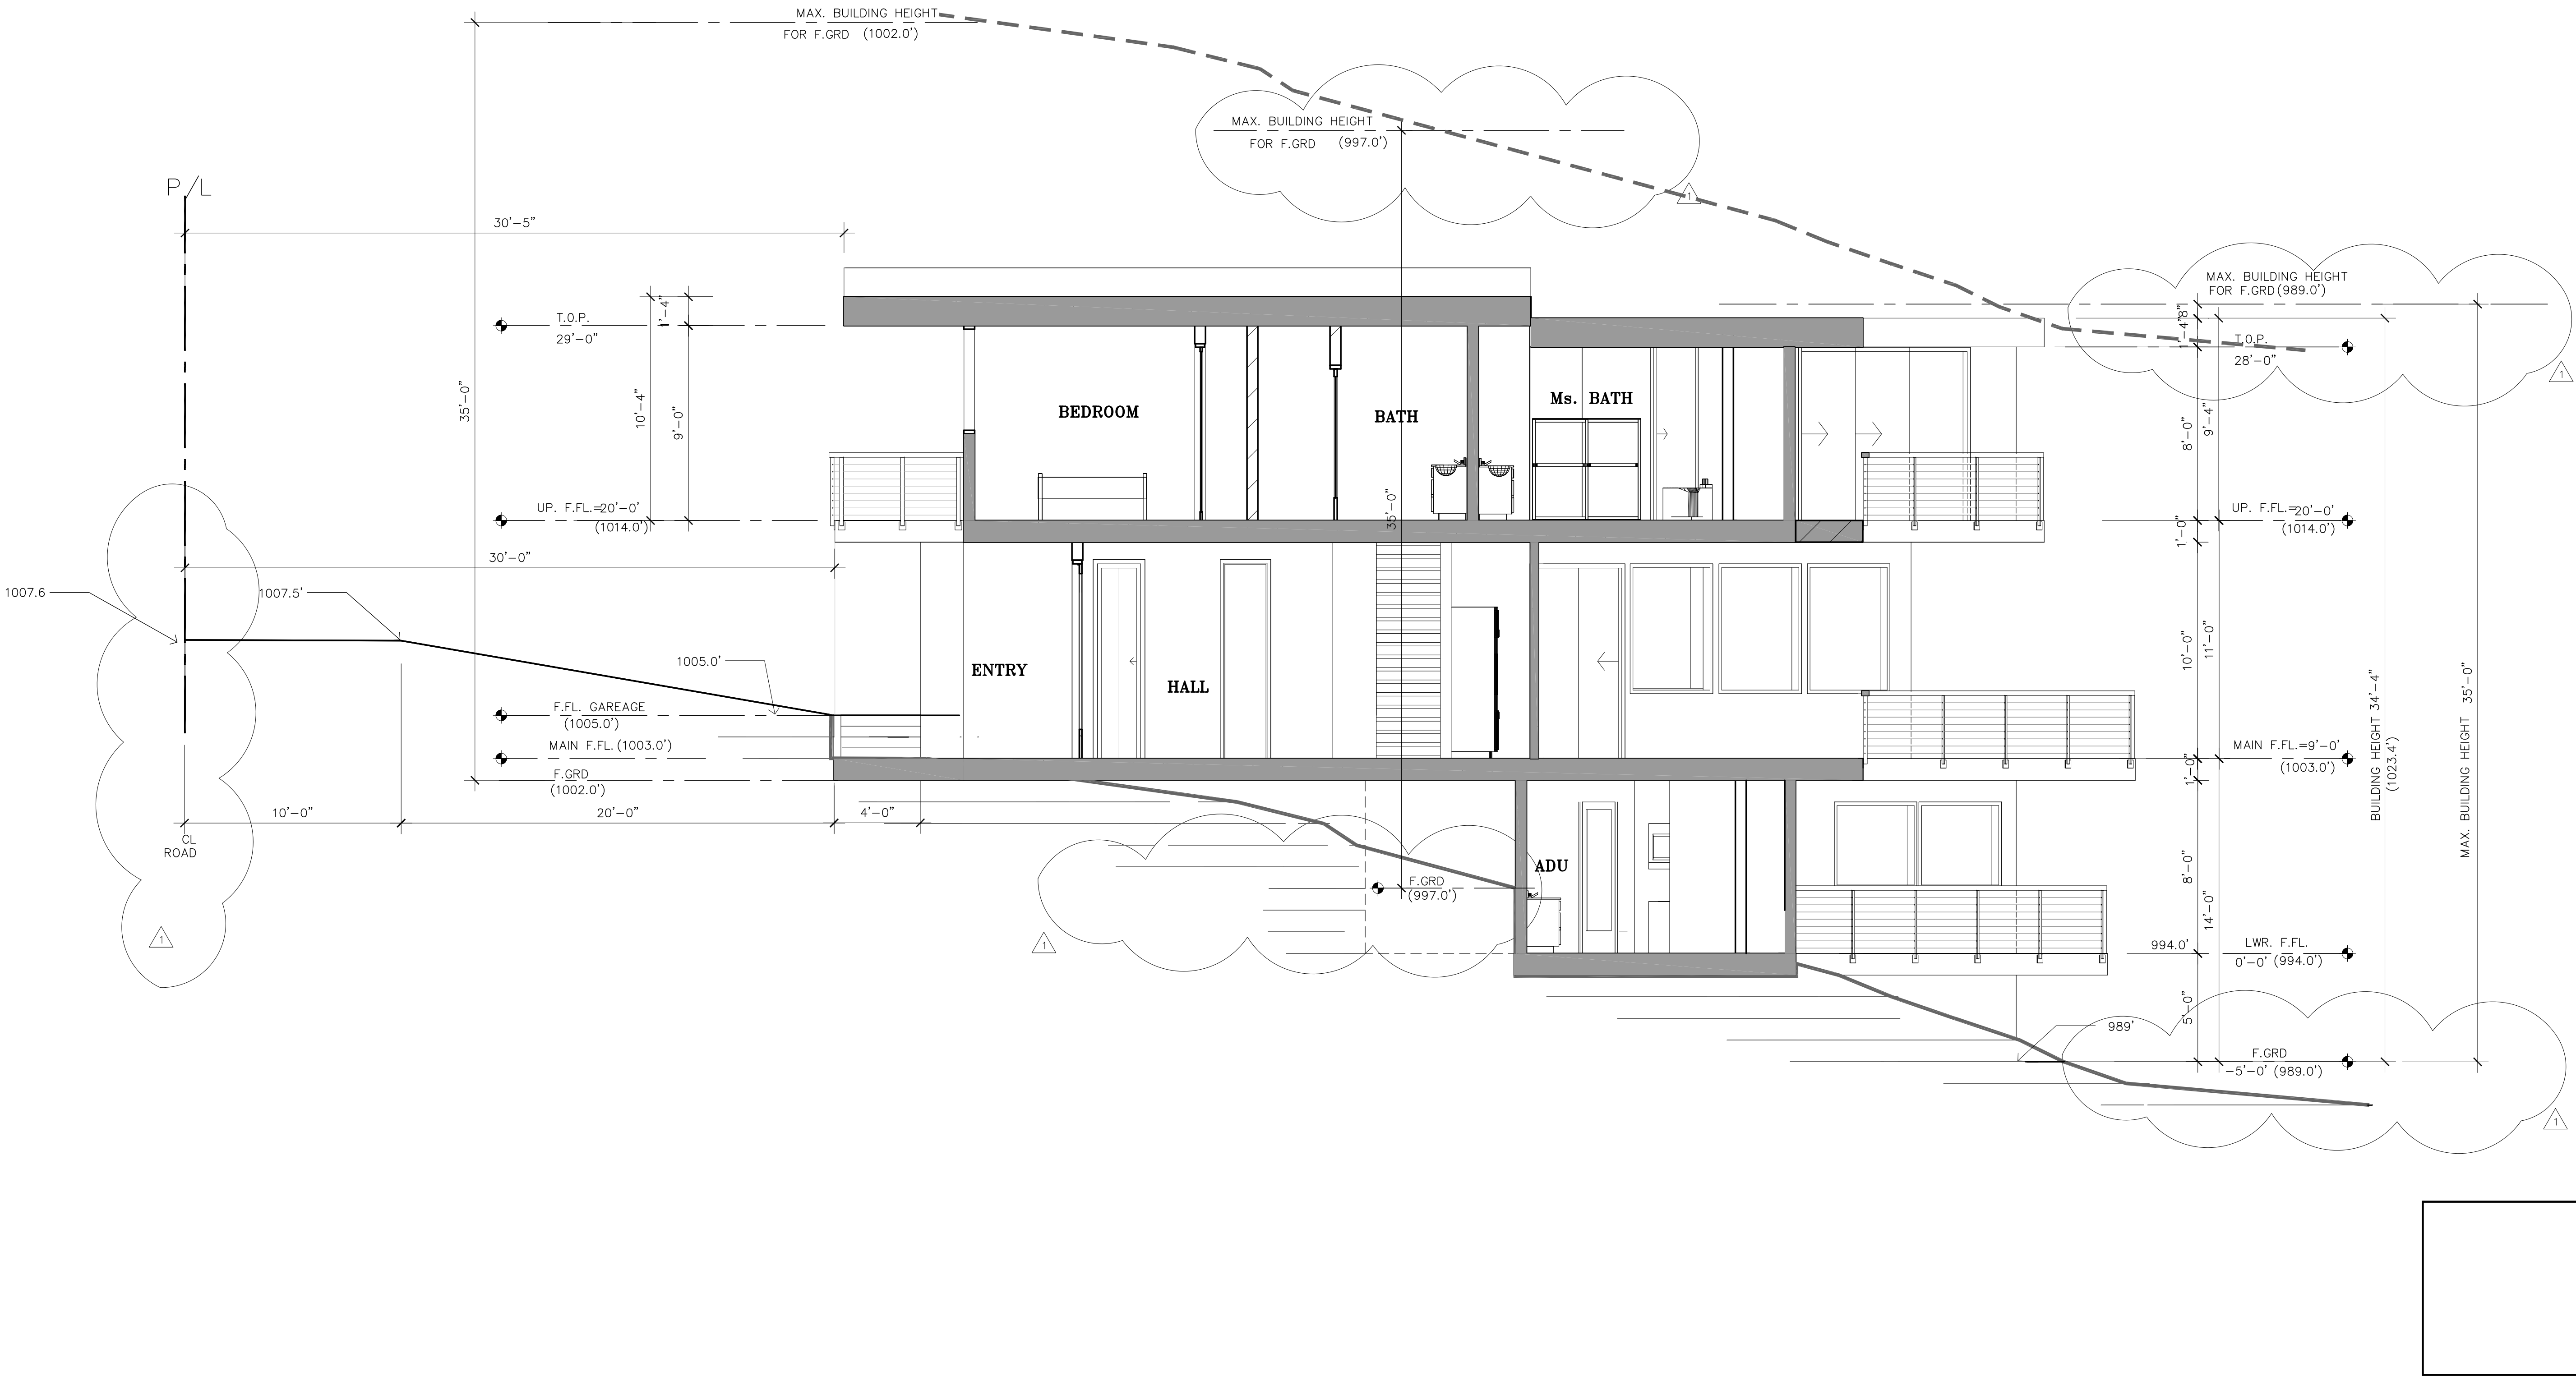 MAX. BUILDING HEIGHT
FOR F.GRD (1002.0')
MAX. BUILDING HEIGHT
FOR F.GRD (997.0')
P/L
30'-5"
MAX. BUILDING HEIGHT
FOR F.GRD (989.0')
1
T.O.P.
29'-0"
1'-4"
10'-4"
9'-0"
35'-0"
8"
1'-4"
T.O.P.
28'-0"
1
BEDROOM
BATH
Ms. BATH
8'-0"
9'-4"
UP. F.FL.=20'-0'
(1014.0')
35'-0"
UP. F.FL.=20'-0'
(1014.0')
1'-0"
30'-0"
1007.6
1007.5'
1005.0'
ENTRY
HALL
10'-0"
11'-0"
F.FL. GAREAGE
(1005.0')
MAIN F.FL. (1003.0')
F.GRD
(1002.0')
MAIN F.FL.=9'-0'
(1003.0')
1'-0"
BUILDING HEIGHT 34'-4"
(1023.4')
MAX. BUILDING HEIGHT 35'-0"
10'-0"
20'-0"
4'-0"
CL
ROAD
ADU
F.GRD
(997.0')
8'-0"
14'-0"
1
1
994.0'
LWR. F.FL.
0'-0' (994.0')
5'-0"
989'
F.GRD
-5'-0' (989.0')
1